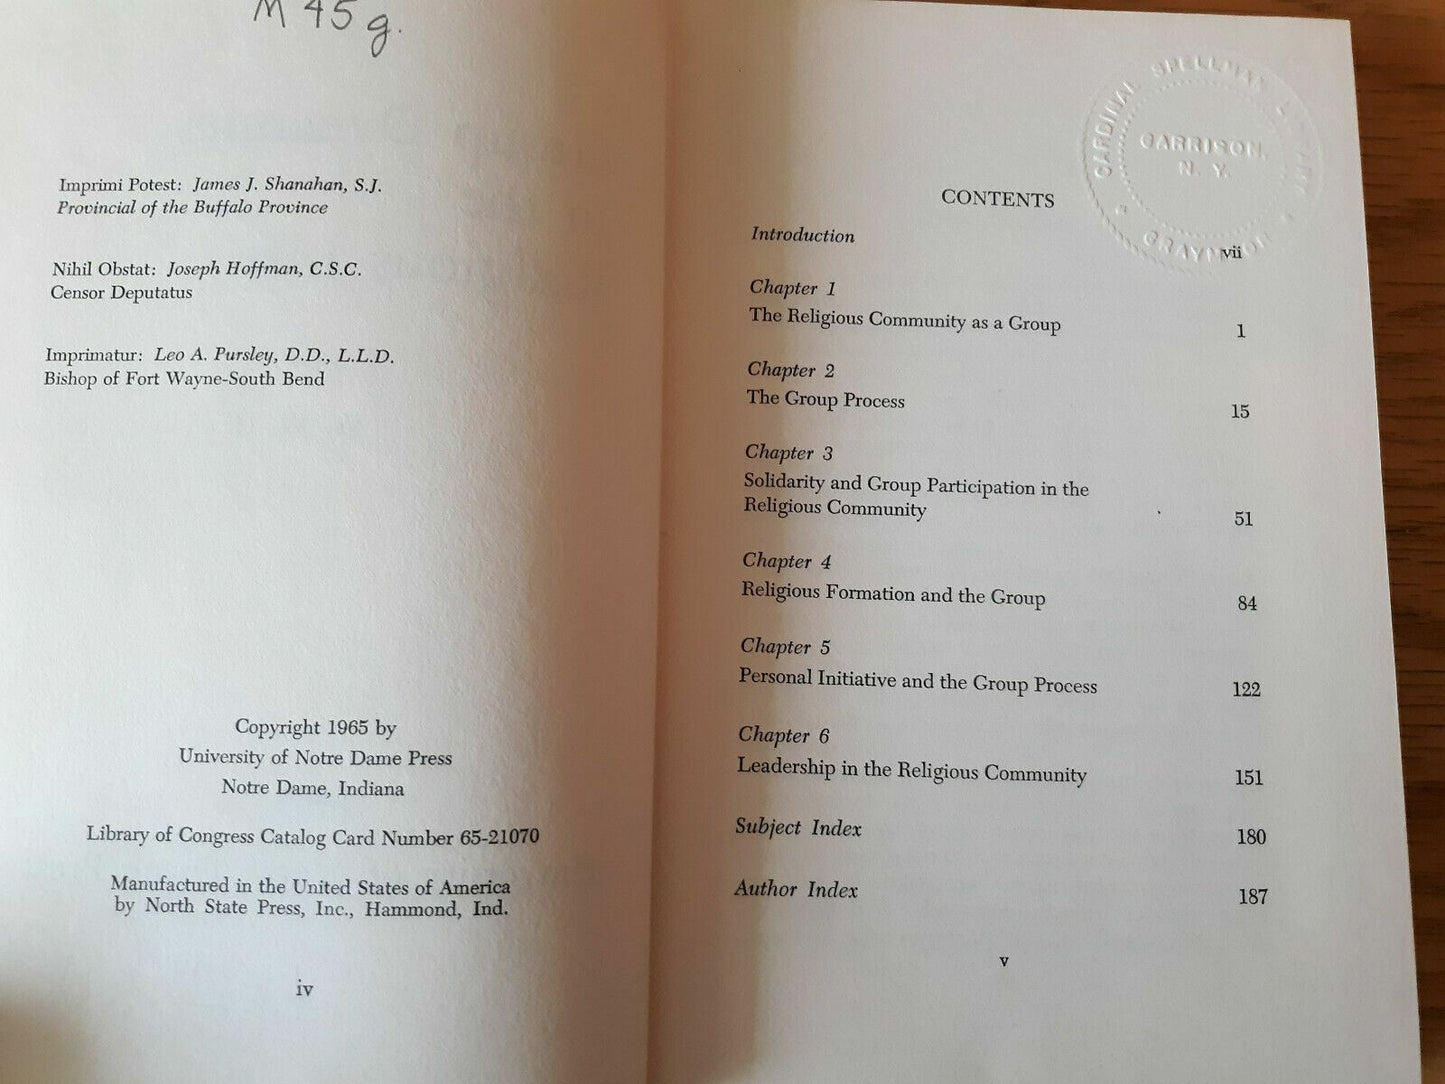 M 45 g.
Imprimi Potest: James J. Shanahan, S.J.
Provincial of the Buffalo Province
Nihil Obstat: Joseph Hoffman, C.S.C.
Censor Deputatus
Imprimatur: Leo A. Pursley, D.D., L.L.D.
Bishop of Fort Wayne-South Bend
Copyright 1965 by
University of Notre Dame Press
Notre Dame, Indiana
Library of Congress Catalog Card Number 65-21070
Manufactured in the United States of America
by North State Press, Inc., Hammond, Ind.
iv
CARDINAL SPELLMAN LIBRARY
GARRISON,
N. Y.
GRAYMOOR
CONTENTS
Introduction vii
Chapter 1
The Religious Community as a Group 1
Chapter 2
The Group Process 15
Chapter 3
Solidarity and Group Participation in the
Religious Community 51
Chapter 4
Religious Formation and the Group 84
Chapter 5
Personal Initiative and the Group Process 122
Chapter 6
Leadership in the Religious Community 151
Subject Index 180
Author Index 187
v